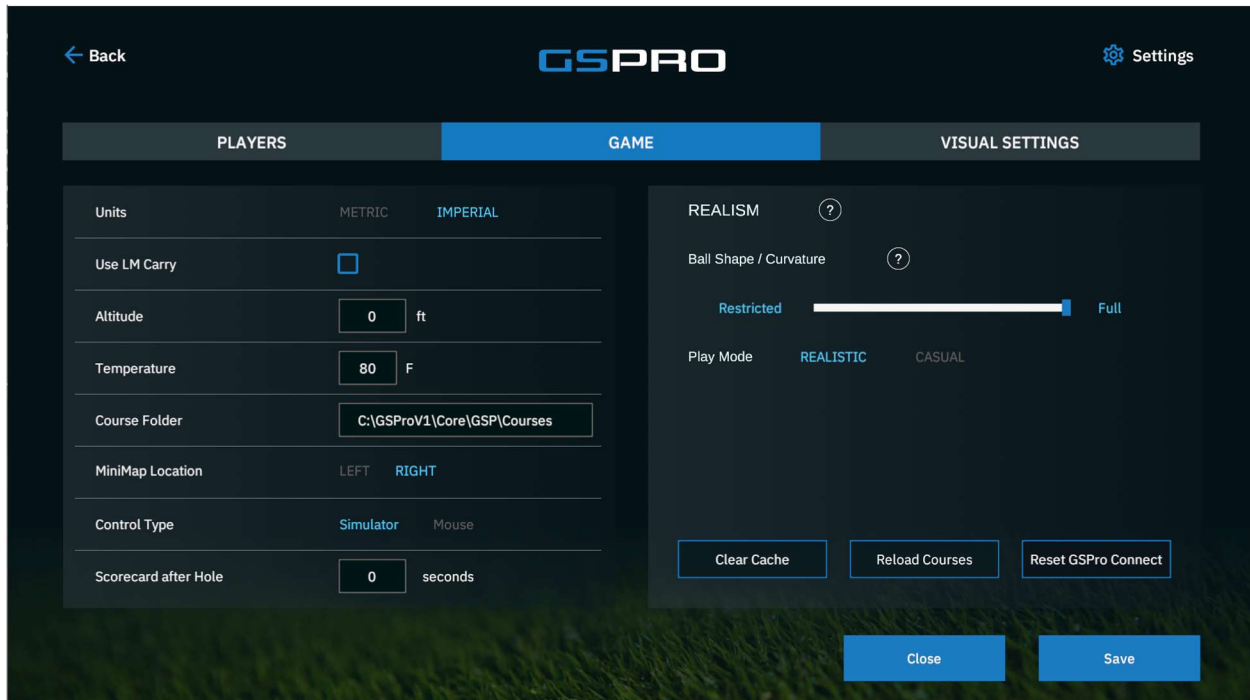 Back
GSPRO
Settings
PLAYERS GAME VISUAL SETTINGS
Units METRIC IMPERIAL
Use LM Carry
Altitude 0 ft
Temperature 80 F
Course Folder C:\GSProV1\Core\GSP\Courses
MiniMap Location LEFT RIGHT
Control Type Simulator Mouse
Scorecard after Hole 0 seconds
REALISM ?
Ball Shape / Curvature ?
Restricted Full
Play Mode REALISTIC CASUAL
Clear Cache Reload Courses Reset GSPro Connect
Close Save